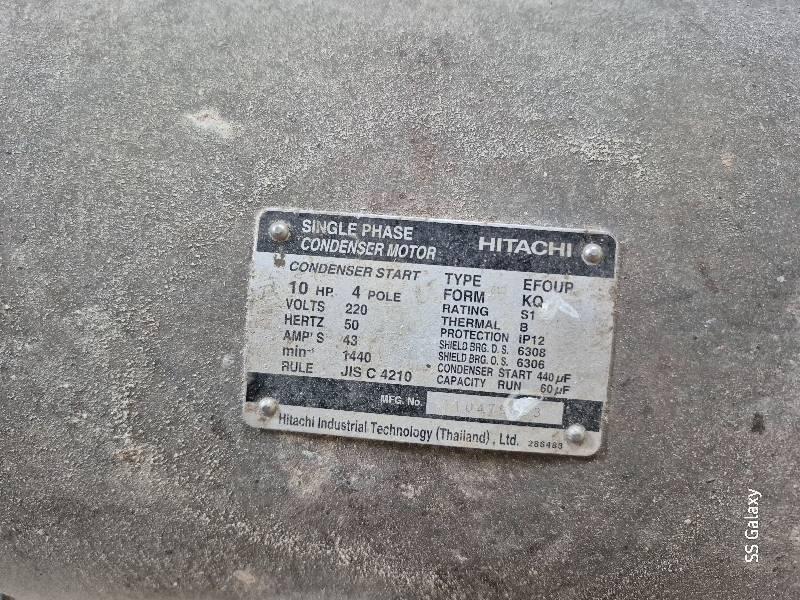 SINGLE PHASE
CONDENSER MOTOR HITACHI
CONDENSER START
10 HP 4 POLE
VOLTS 220
HERTZ 50
AMP'S 43
min⁻¹ 1440
RULE JIS C 4210
TYPE EFOUP
FORM KQ
RATING S1
THERMAL B
PROTECTION IP12
SHIELD BRG. D. S. 6308
SHIELD BRG. O. S. 6306
CONDENSER START 440 µF
CAPACITY RUN 60 µF
MFG. No.
Hitachi Industrial Technology (Thailand), Ltd. 286483
SS Galaxy